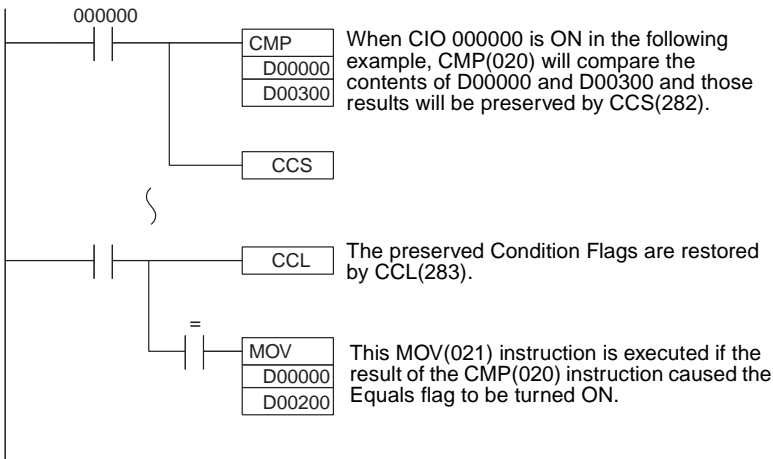 000000
CMP
D00000
D00300
When CIO 000000 is ON in the following
example, CMP(020) will compare the
contents of D00000 and D00300 and those
results will be preserved by CCS(282).
CCS
CCL
The preserved Condition Flags are restored
by CCL(283).
=
MOV
D00000
D00200
This MOV(021) instruction is executed if the
result of the CMP(020) instruction caused the
Equals flag to be turned ON.